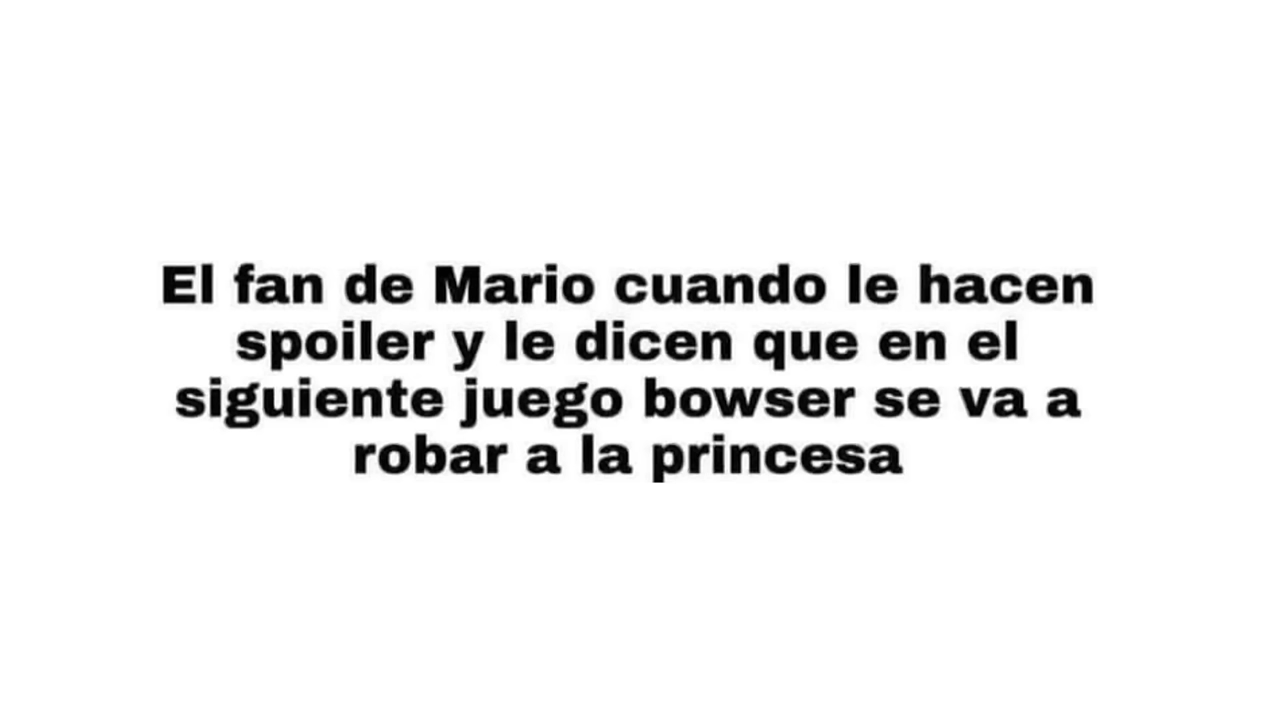 El fan de Mario cuando le hacen
spoiler y le dicen que en el
siguiente juego bowser se va a
robar a la princesa